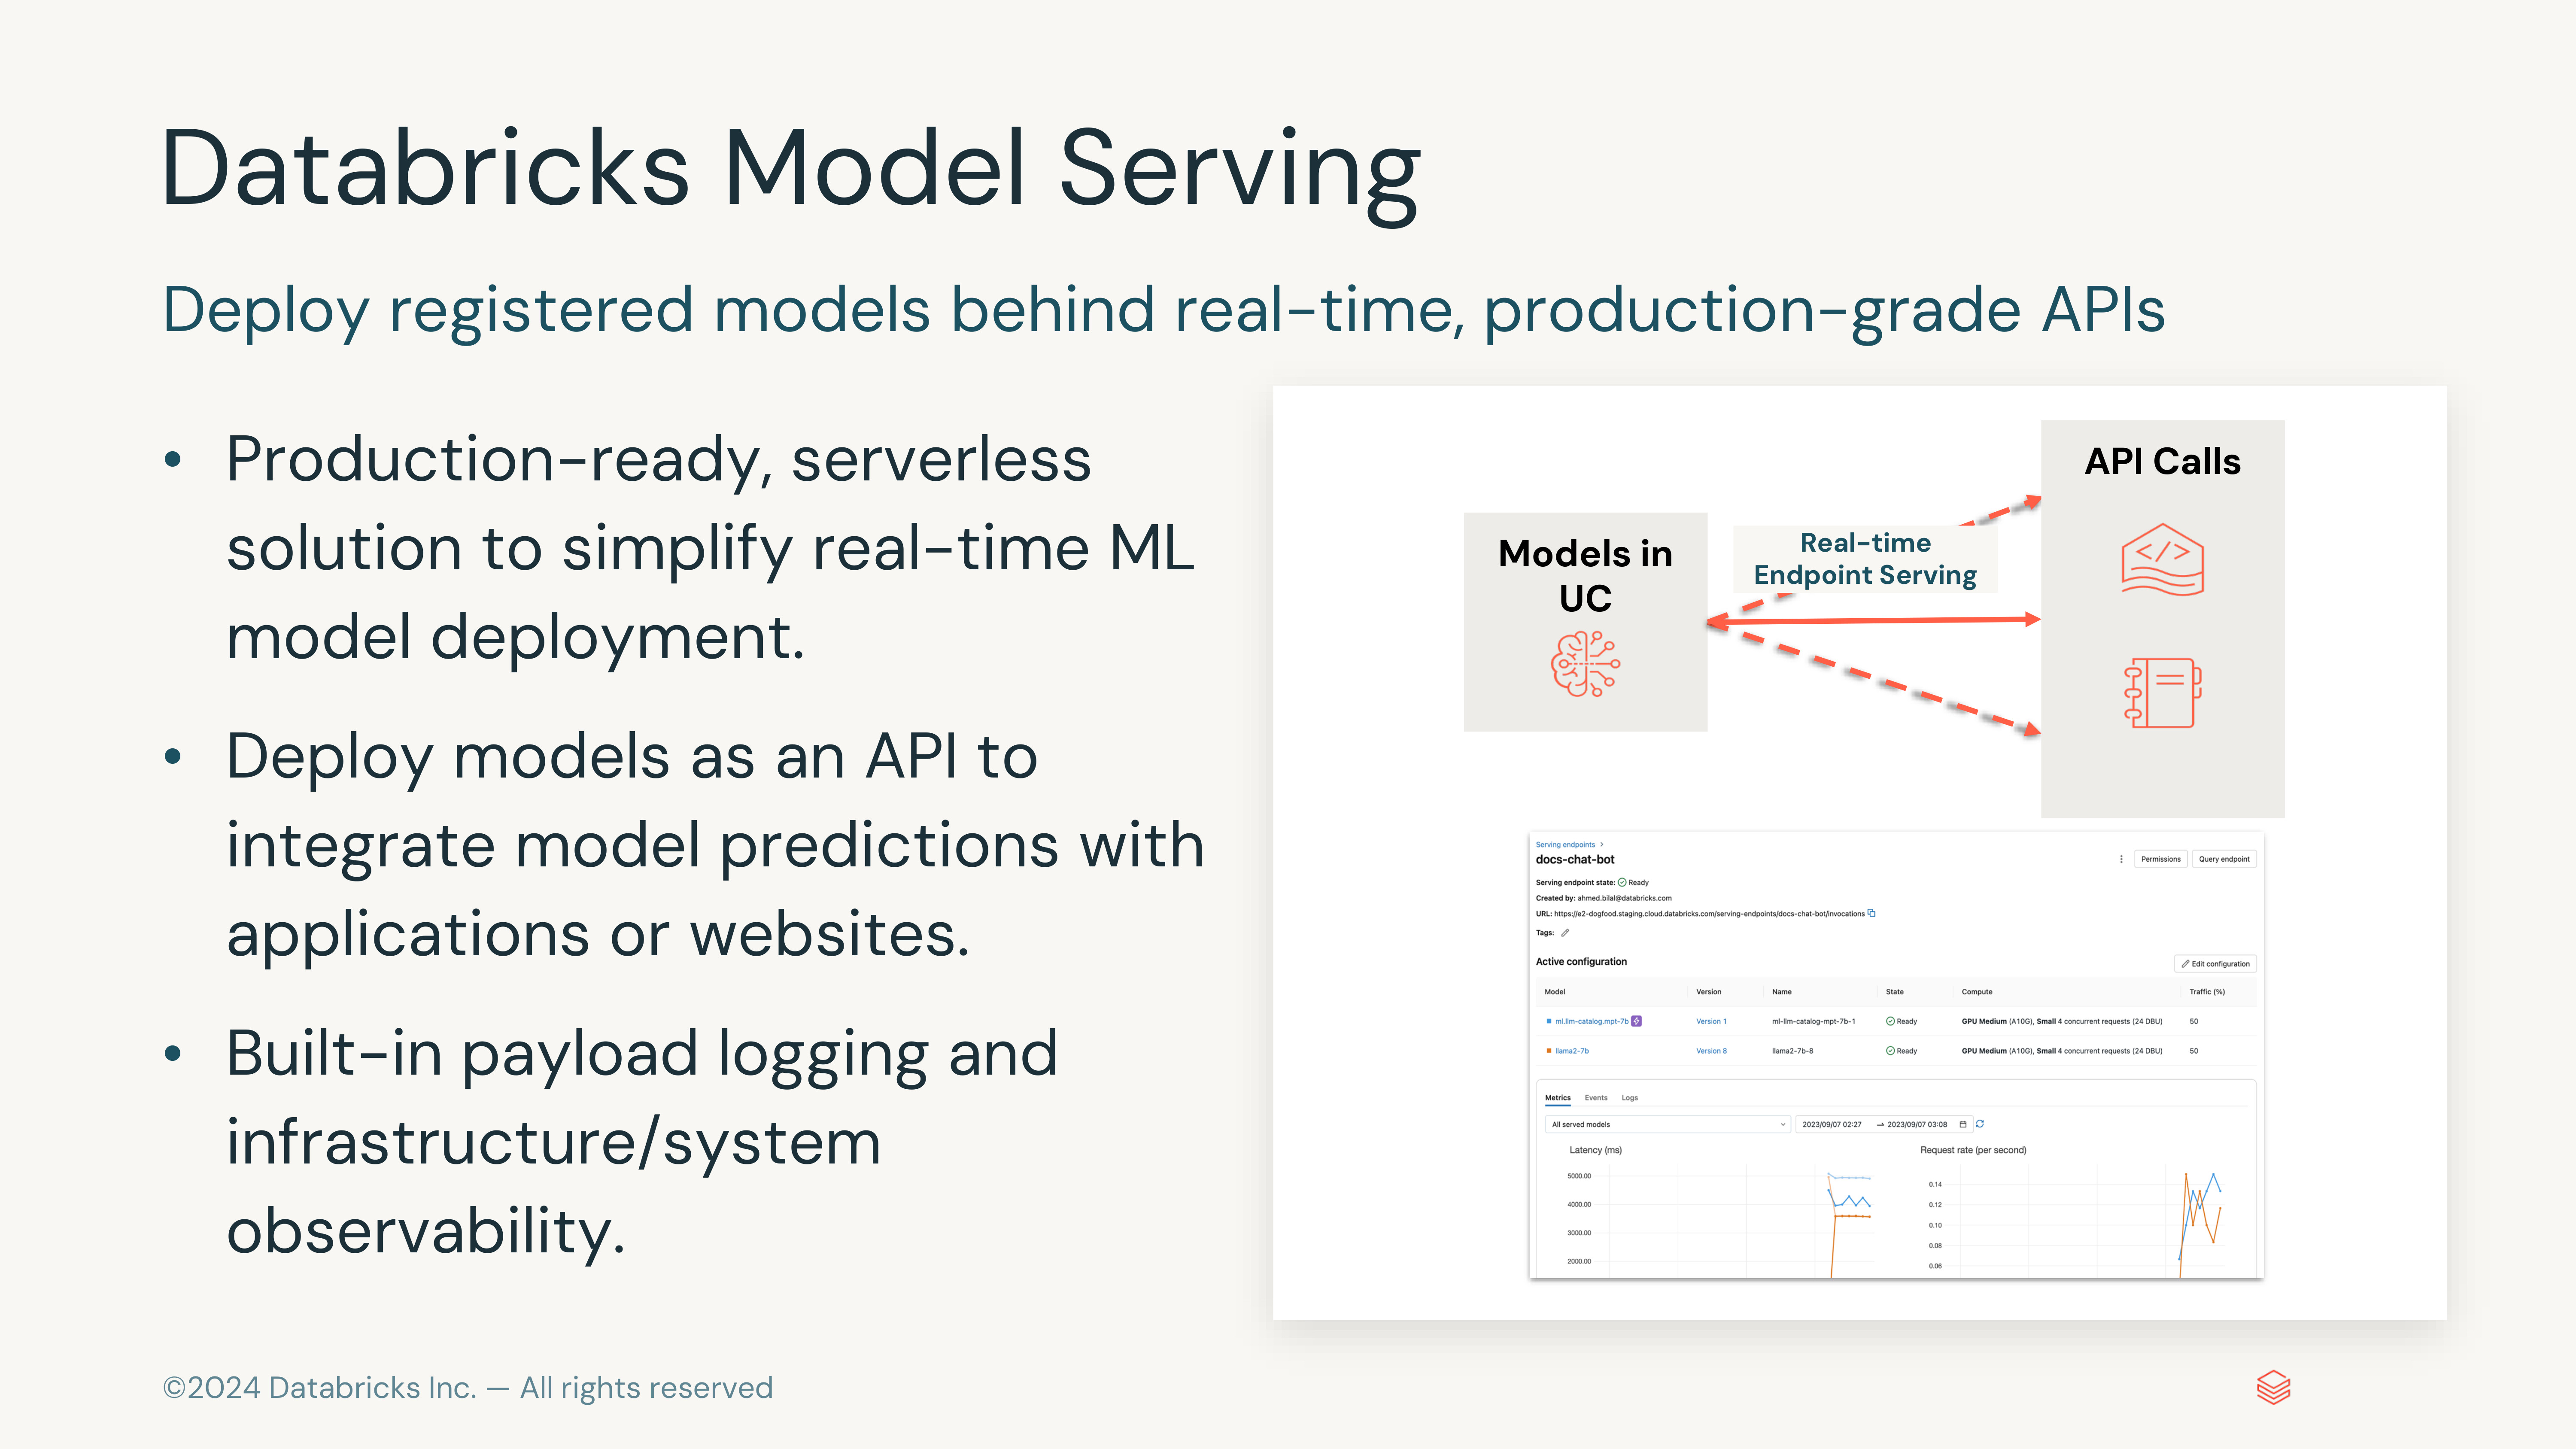 Databricks Model Serving
Deploy registered models behind real-time, production-grade APIs
• Production-ready, serverless
solution to simplify real-time ML
model deployment.
• Deploy models as an API to
integrate model predictions with
applications or websites.
• Built-in payload logging and
infrastructure/system
observability.
Models in
UC
Real-time
Endpoint Serving
API Calls
Serving endpoints >
docs-chat-bot
Permissions
Query endpoint
Serving endpoint state: Ready
Created by: ahmed.bilal@databricks.com
URL: https://e2-dogfood.staging.cloud.databricks.com/serving-endpoints/docs-chat-bot/invocations
Tags:
Active configuration
Edit configuration
Model Version Name State Compute Traffic (%)
ml.llm-catalog.mpt-7b Version 1 ml-llm-catalog-mpt-7b-1 Ready GPU Medium (A10G), Small 4 concurrent requests (24 DBU) 50
llama2-7b Version 8 llama2-7b-8 Ready GPU Medium (A10G), Small 4 concurrent requests (24 DBU) 50
Metrics Events Logs
All served models 2023/09/07 02:27 → 2023/09/07 03:08
Latency (ms)
5000.00
4000.00
3000.00
2000.00
Request rate (per second)
0.14
0.12
0.10
0.08
0.06
©2024 Databricks Inc. — All rights reserved